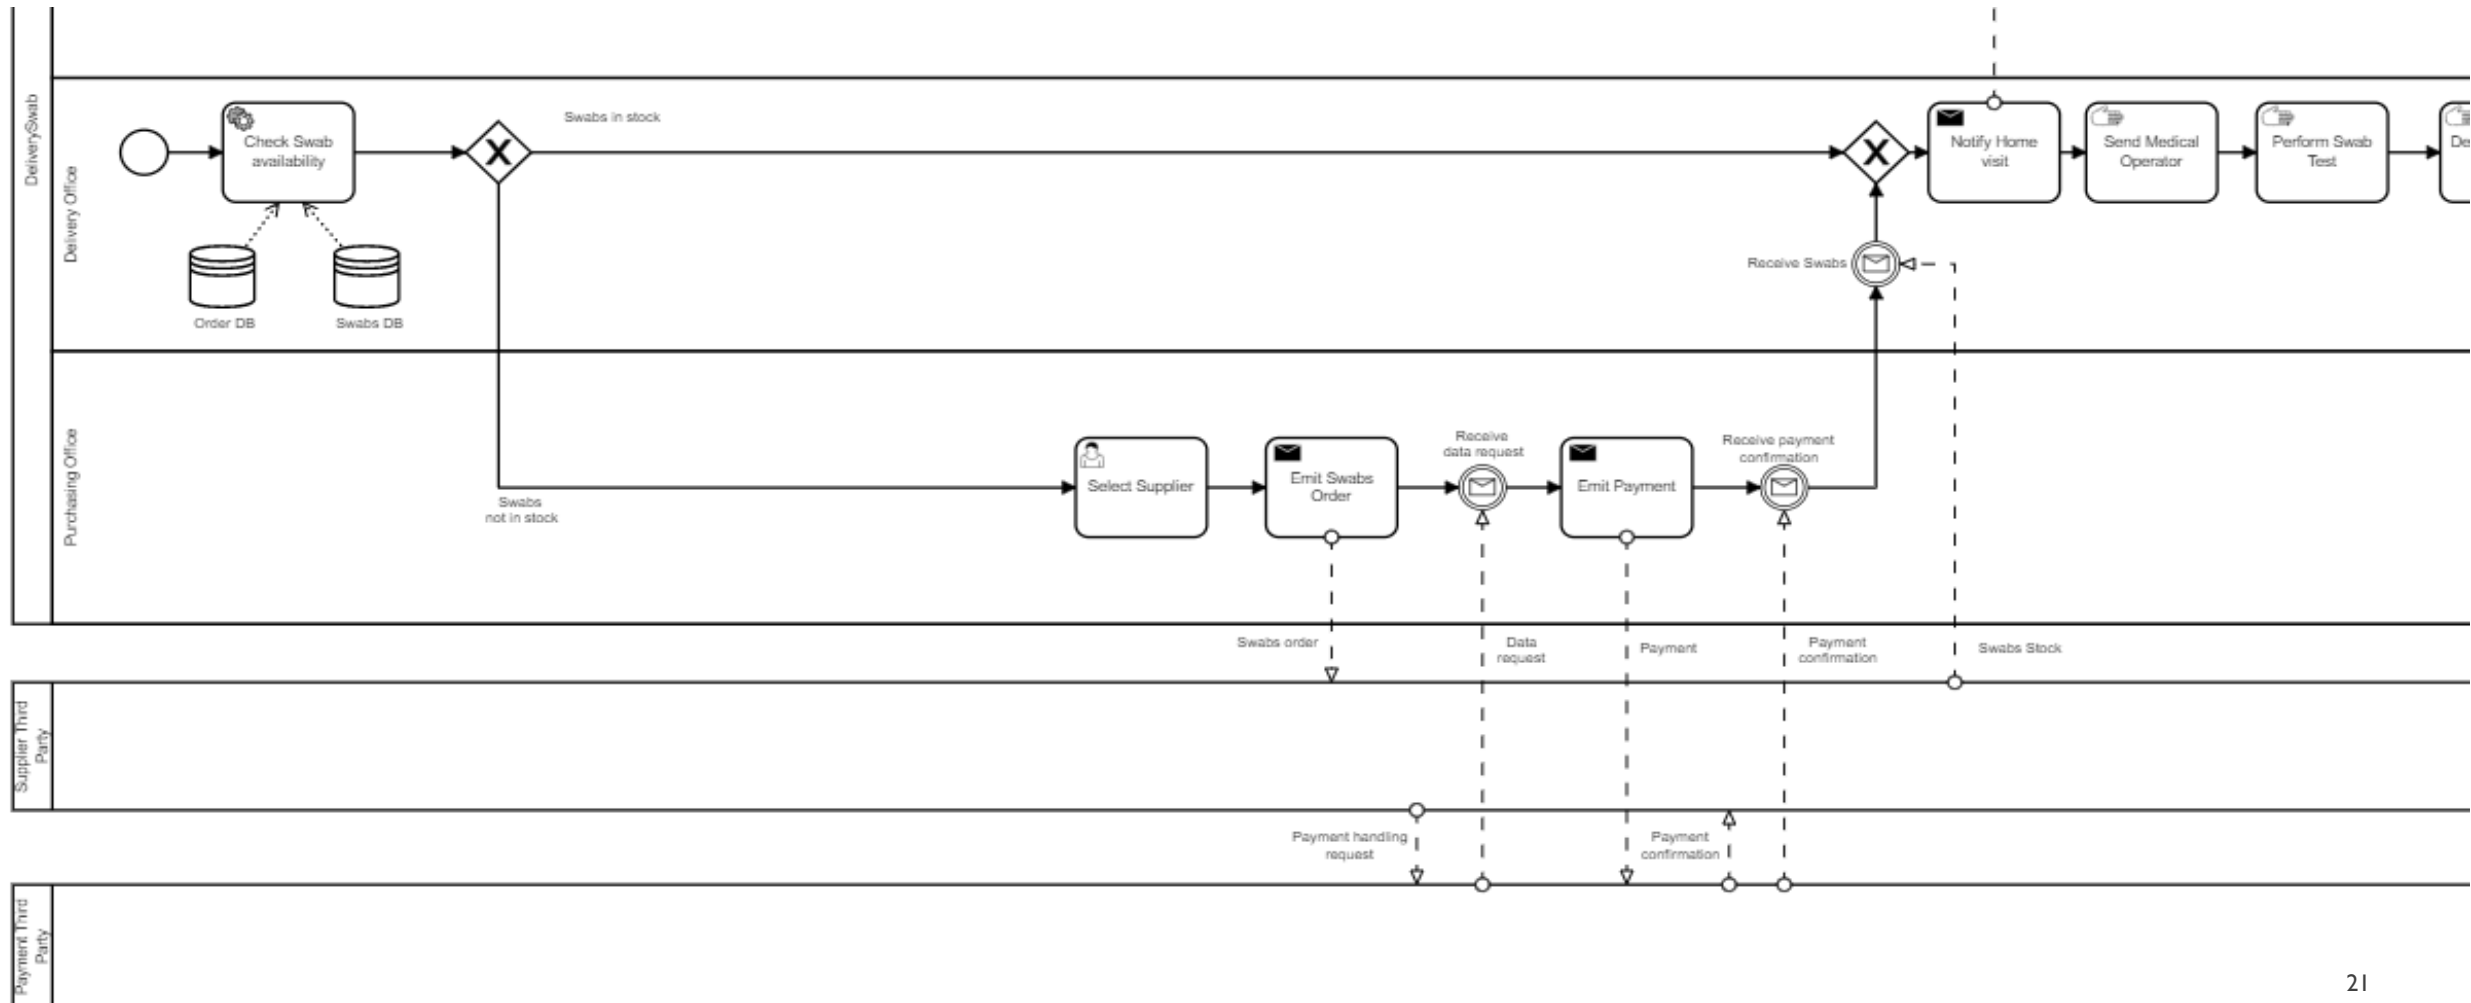 DeliverySwab
Delivery Office
Check Swab
availability
Order DB
Swabs DB
Swabs in stock
Receive Swabs
Notify Home
visit
Send Medical
Operator
Perform Swab
Test
De
Purchasing Office
Swabs
not in stock
Select Supplier
Emit Swabs
Order
Receive
data request
Emit Payment
Receive payment
confirmation
Swabs order
Data
request
Payment
Payment
confirmation
Swabs Stock
Supplier Third
Party
Payment handling
request
Payment
confirmation
Payment Third
Party
21